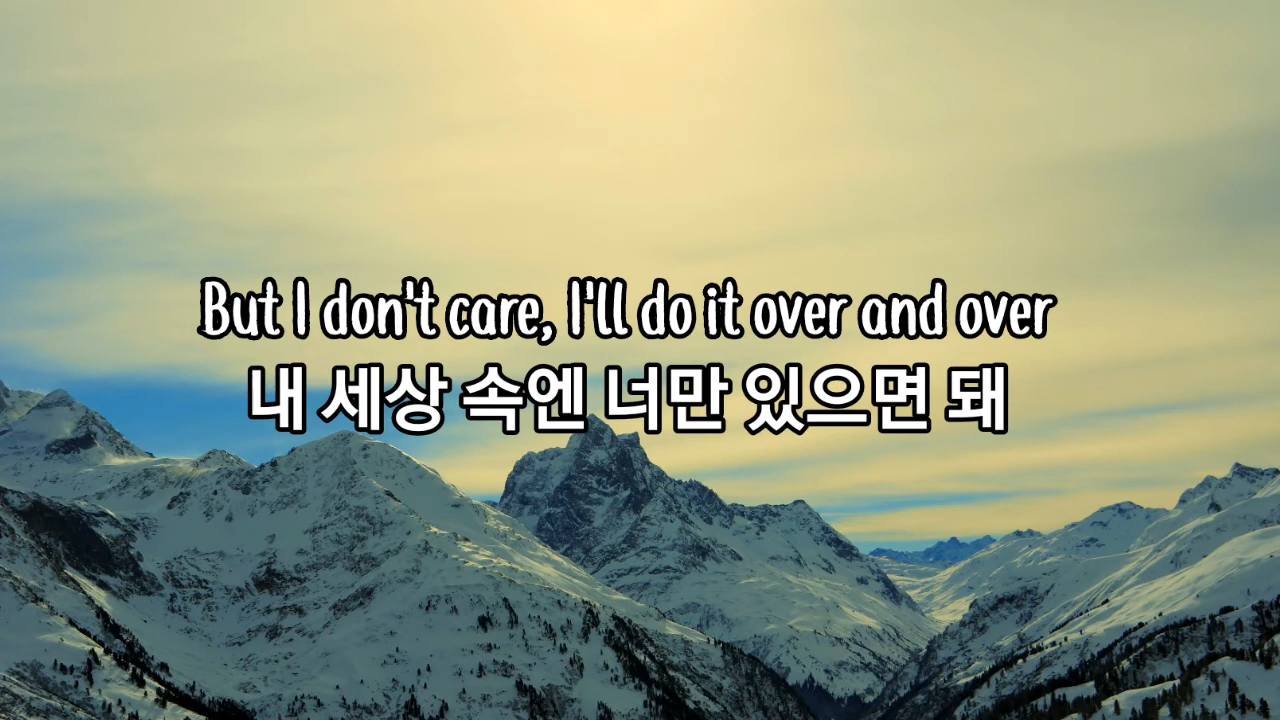 But I don't care, I'll do it over and over
내 세상 속엔 너만 있으면 돼